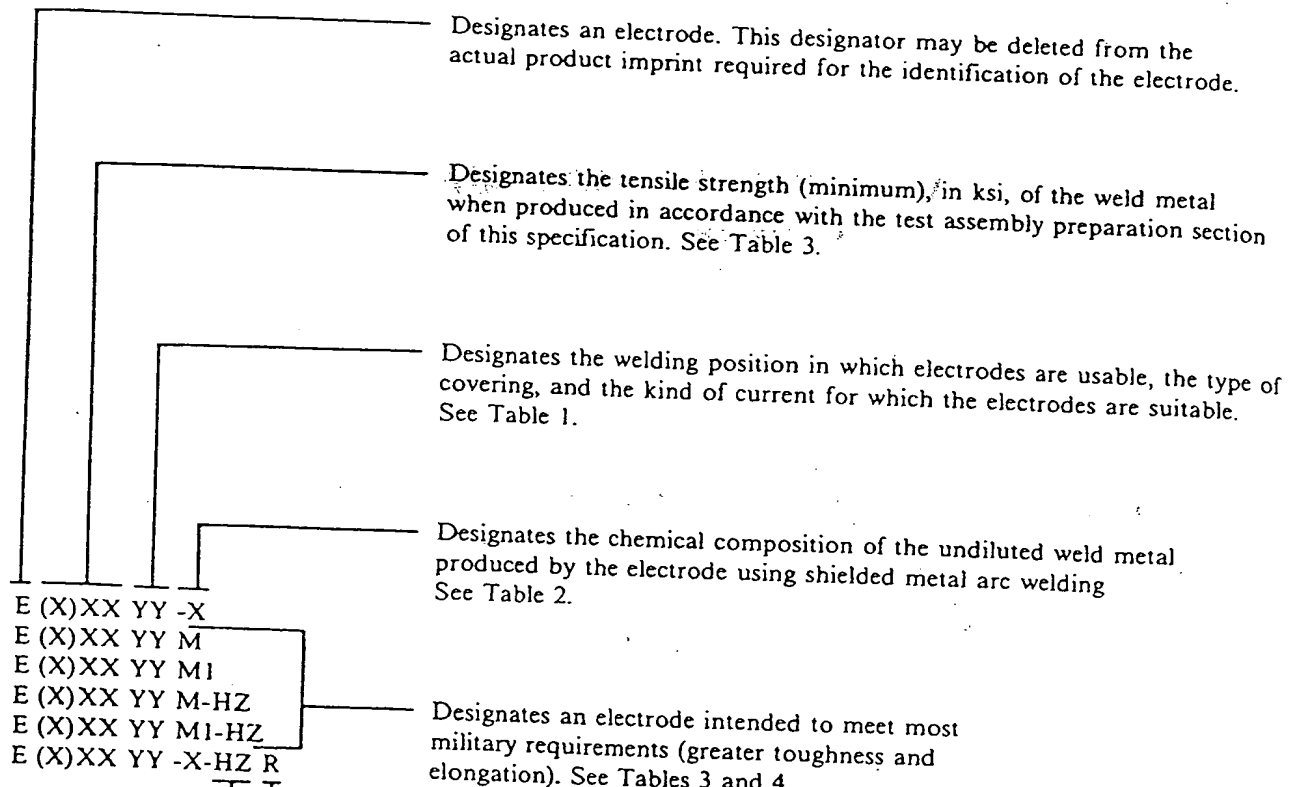 Designates an electrode. This designator may be deleted from the
actual product imprint required for the identification of the electrode.
Designates the tensile strength (minimum), in ksi, of the weld metal
when produced in accordance with the test assembly preparation section
of this specification. See Table 3.
Designates the welding position in which electrodes are usable, the type of
covering, and the kind of current for which the electrodes are suitable.
See Table 1.
Designates the chemical composition of the undiluted weld metal
produced by the electrode using shielded metal arc welding
See Table 2.
E (X)XX YY -X
E (X)XX YY M
E (X)XX YY M1
E (X)XX YY M-HZ
E (X)XX YY M1-HZ
E (X)XX YY -X-HZ R
Designates an electrode intended to meet most
military requirements (greater toughness and
elongation). See Tables 3 and 4